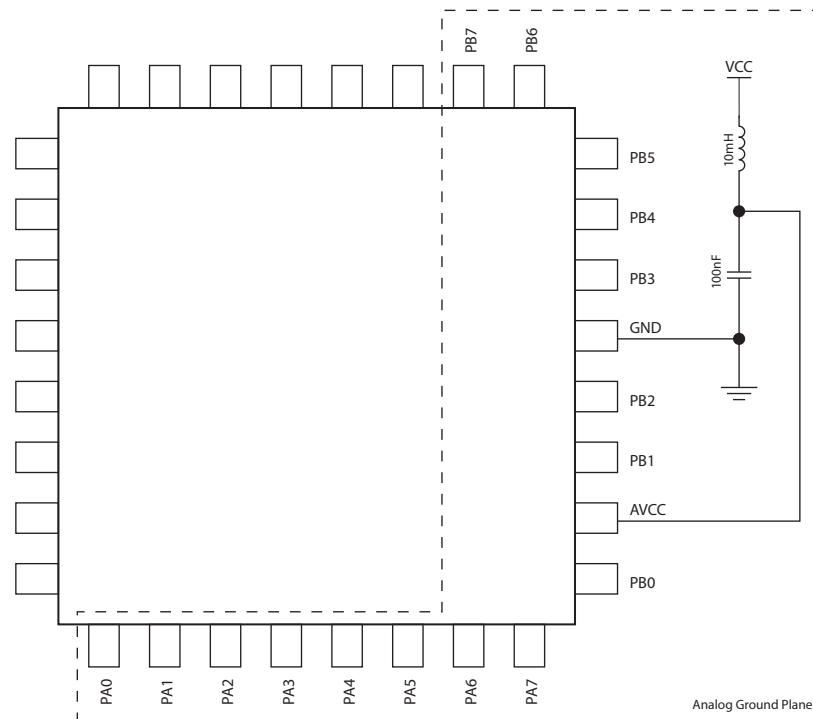 PB7
PB6
VCC
10mH
PB5
PB4
PB3
100nF
GND
PB2
PB1
AVCC
PB0
PA0
PA1
PA2
PA3
PA4
PA5
PA6
PA7
Analog Ground Plane